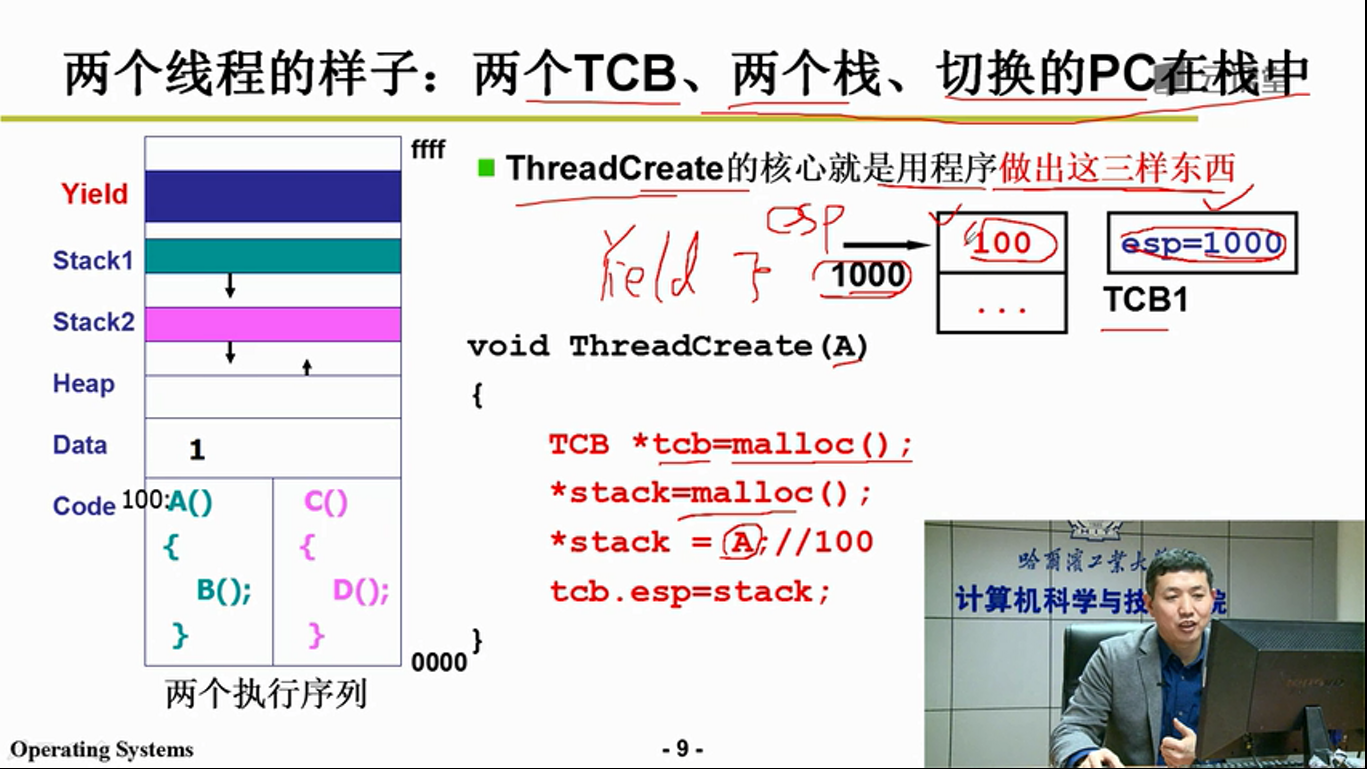 两个线程的样子：两个TCB、两个栈、切换的PC在栈中
ffff
Yield
Stack1
Stack2
Heap
Data
1
Code
100:
A()
{
B();
}
C()
{
D();
}
0000
两个执行序列
ThreadCreate的核心就是用程序做出这三样东西
Yield
esp
1000
100
...
esp=1000
TCB1
void ThreadCreate(A)
{
TCB *tcb=malloc();
*stack=malloc();
*stack = A;//100
tcb.esp=stack;
}
哈尔滨工业大
计算机科学与技 院
Operating Systems
- 9 -